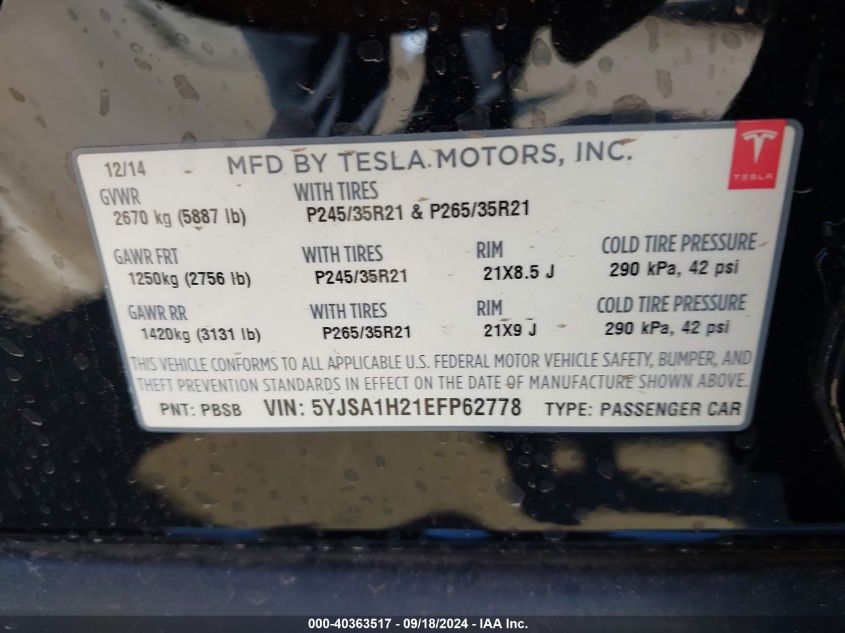 12/14 MFD BY TESLA MOTORS, INC. TESLA
GVWR WITH TIRES
2670 kg (5887 lb) P245/35R21 & P265/35R21
GAWR FRT WITH TIRES RIM COLD TIRE PRESSURE
1250kg (2756 lb) P245/35R21 21X8.5 J 290 kPa, 42 psi
GAWR RR WITH TIRES RIM COLD TIRE PRESSURE
1420kg (3131 lb) P265/35R21 21X9 J 290 kPa, 42 psi
THIS VEHICLE CONFORMS TO ALL APPLICABLE U.S. FEDERAL MOTOR VEHICLE SAFETY, BUMPER, AND
THEFT PREVENTION STANDARDS IN EFFECT ON THE DATE OF MANUFACTURE SHOWN ABOVE.
PNT: PBSB VIN: 5YJSA1H21EFP62778 TYPE: PASSENGER CAR
000-40363517 - 09/18/2024 - IAA Inc.